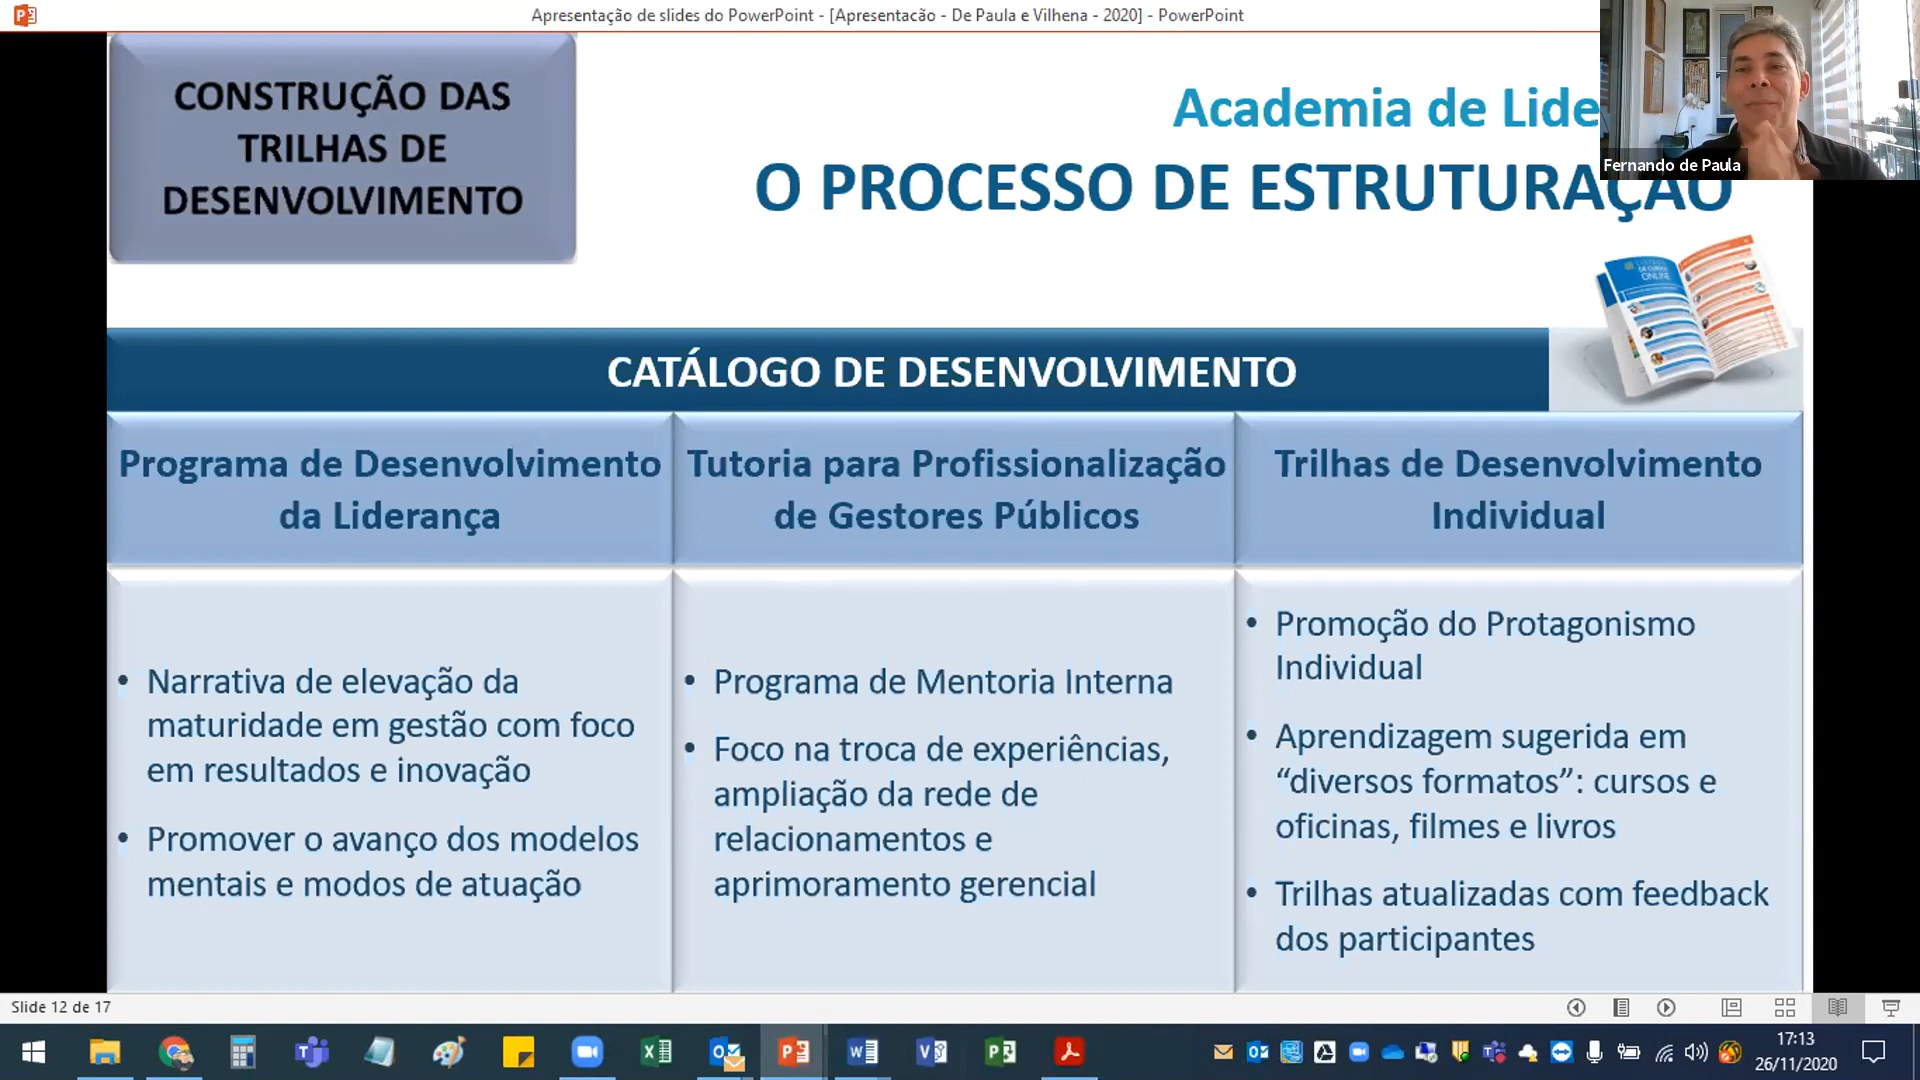 Apresentação de slides do PowerPoint - [Apresentacão - De Paula e Vilhena - 2020] - PowerPoint
CONSTRUÇÃO DAS
TRILHAS DE
DESENVOLVIMENTO
Academia de Lide
O PROCESSO DE ESTRUTURAÇÃO
Fernando de Paula
DE CURSOS
ONLINE
CATÁLOGO DE DESENVOLVIMENTO
Programa de Desenvolvimento
da Liderança
Tutoria para Profissionalização
de Gestores Públicos
Trilhas de Desenvolvimento
Individual
• Narrativa de elevação da
maturidade em gestão com foco
em resultados e inovação
• Promover o avanço dos modelos
mentais e modos de atuação
• Programa de Mentoria Interna
• Foco na troca de experiências,
ampliação da rede de
relacionamentos e
aprimoramento gerencial
• Promoção do Protagonismo
Individual
• Aprendizagem sugerida em
“diversos formatos”: cursos e
oficinas, filmes e livros
• Trilhas atualizadas com feedback
dos participantes
Slide 12 de 17
17:13
26/11/2020